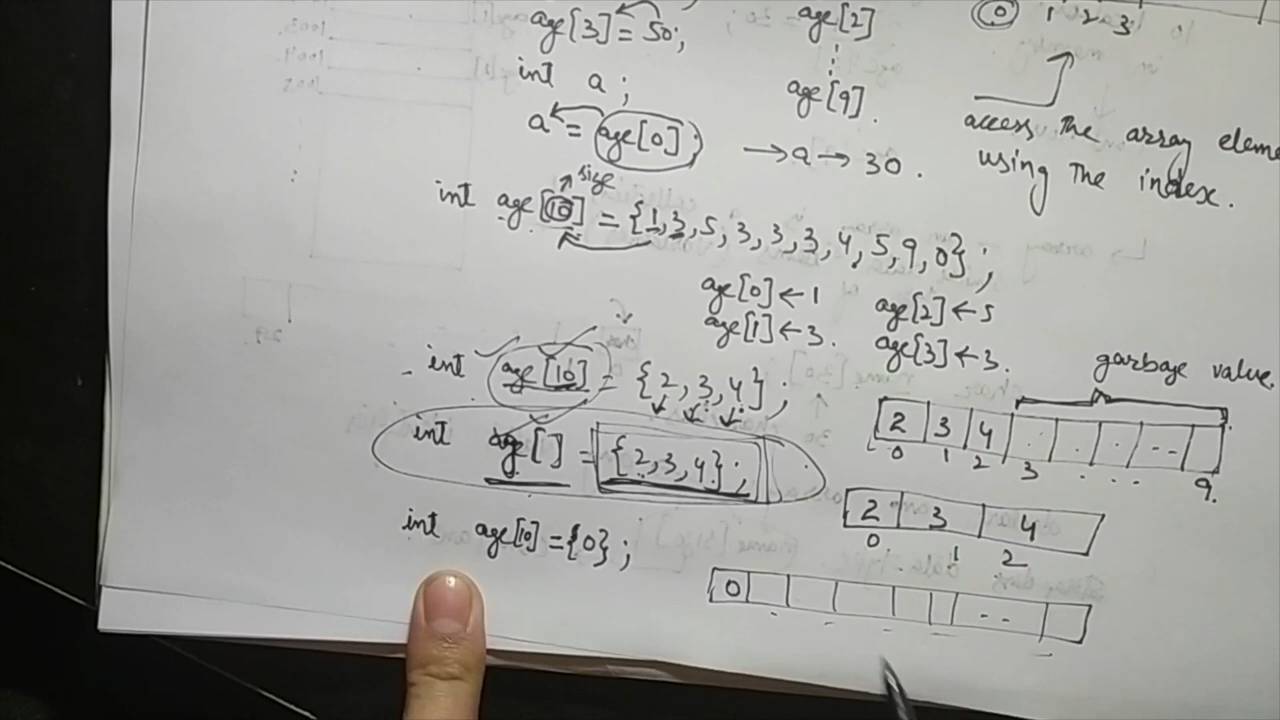 age[3] = 50;
age[2]
0 1 2 3
int a;
age[9].
a = age[0];
→ a → 30.
access the array eleme
using the index.
size
int age[10] = {1,3,5,3,3,3,4,5,9,0};
age[0] ← 1
age[2] ← 5
age[1] ← 3.
age[3] ← 3.
garbage value.
- int age[10] = {2,3,4};
2 3 4 . . . --
0 1 2 3 . . . 9.
int age[] = {2,3,4};
2 3 4
0 1 2
int age[10] = {0};
0 --